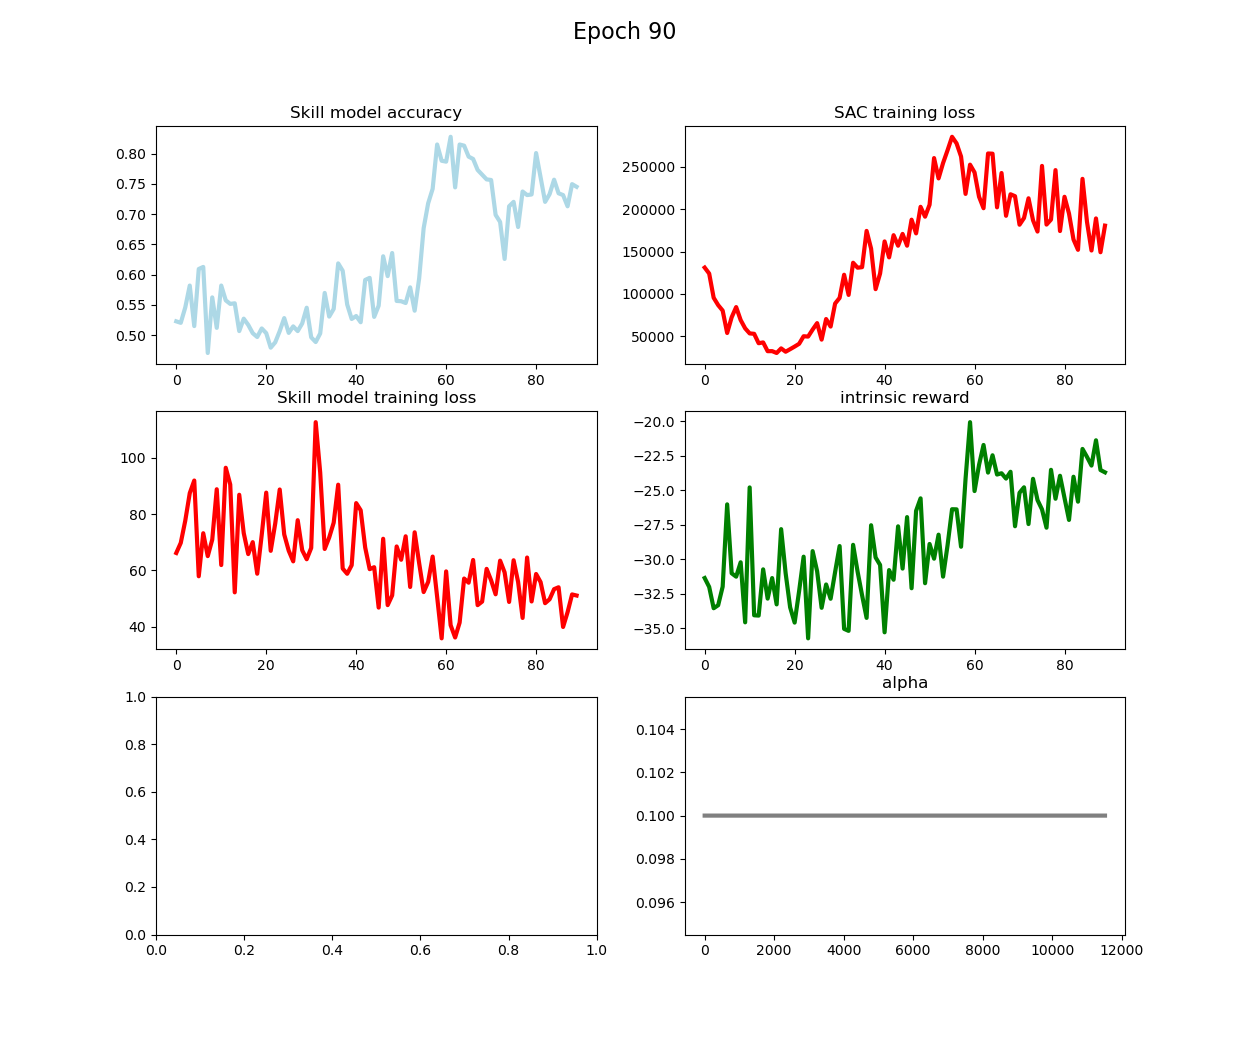 Epoch 90
Skill model accuracy
0.80
0.75
0.70
0.65
0.60
0.55
0.50
0 20 40 60 80
SAC training loss
250000
200000
150000
100000
50000
0 20 40 60 80
Skill model training loss
100
80
60
40
0 20 40 60 80
intrinsic reward
−20.0
−22.5
−25.0
−27.5
−30.0
−32.5
−35.0
0 20 40 60 80
1.0
0.8
0.6
0.4
0.2
0.0
0.0 0.2 0.4 0.6 0.8 1.0
alpha
0.104
0.102
0.100
0.098
0.096
0 2000 4000 6000 8000 10000 12000